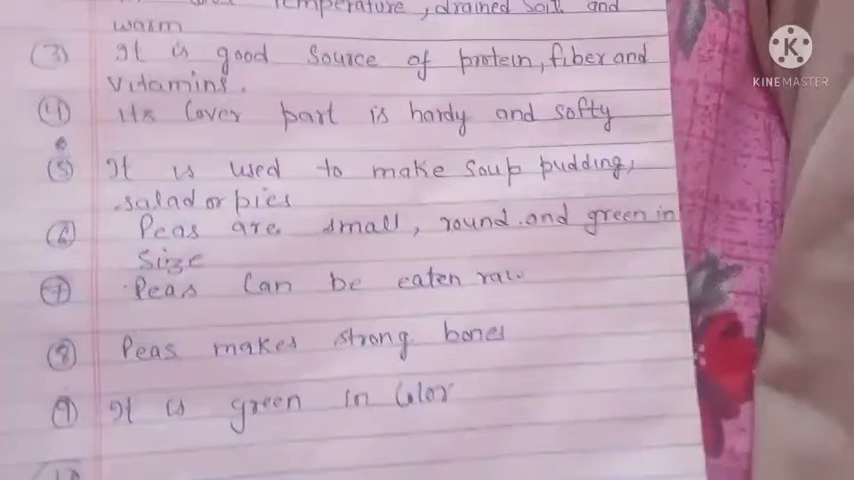 Temperature, drained soil and
warm
(3) It is good source of protein, fiber and
vitamins.
(4) its cover part is hardy and softy
(5) It is used to make soup pudding,
salad or pies
(6) Peas are small, round and green in
size
(7) Peas can be eaten raw
(8) Peas makes strong bones
(9) It is green in color
K
KINEMASTER